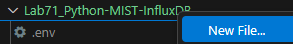 Lab71_Python-MIST-InfluxDB
New File...
.env